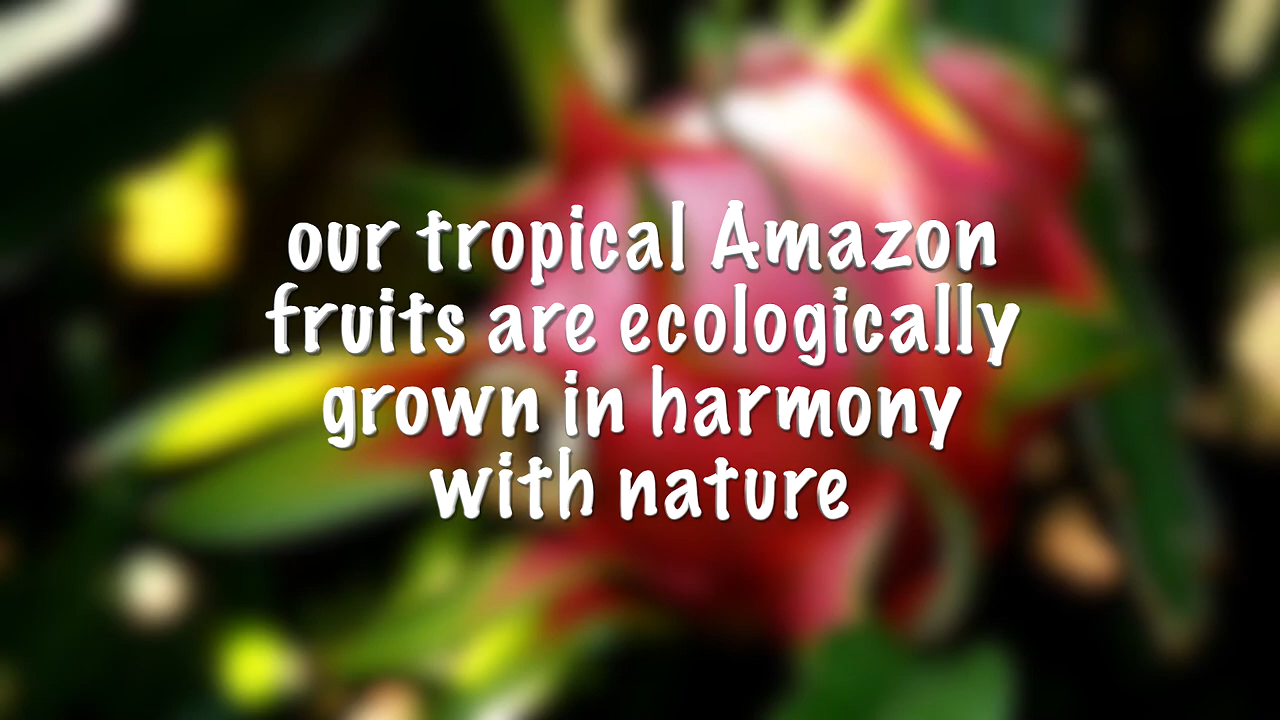 our tropical Amazon
fruits are ecologically
grown in harmony
with nature